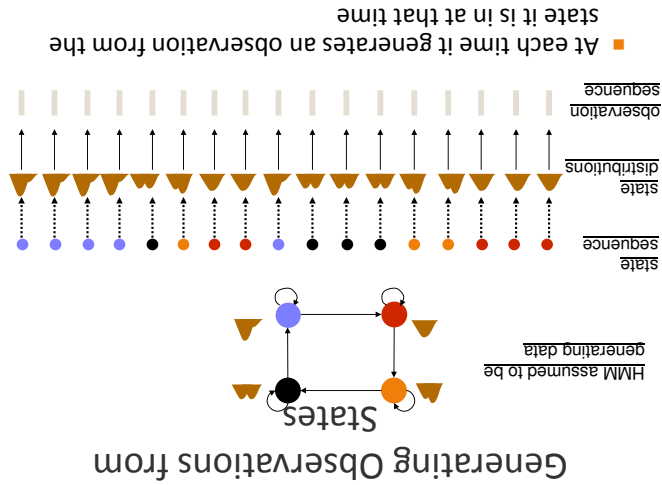 Generating Observations from
States
HMM assumed to be
generating data
state
sequence
state
distributions
observation
sequence
At each time it generates an observation from the
state it is in at that time